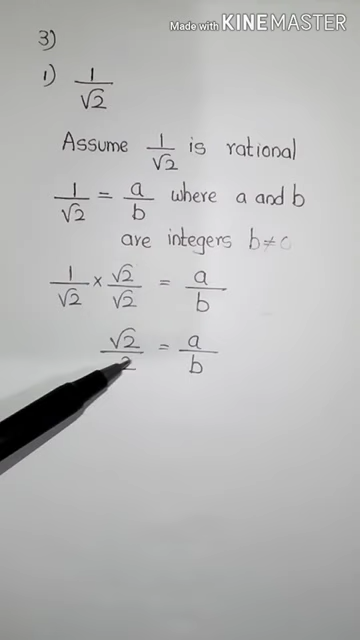 Made with KINEMASTER
3)
1) 1/√2
Assume 1/√2 is rational
1/√2 = a/b where a and b
are integers b≠0
1/√2 × √2/√2 = a/b
√2/2 = a/b